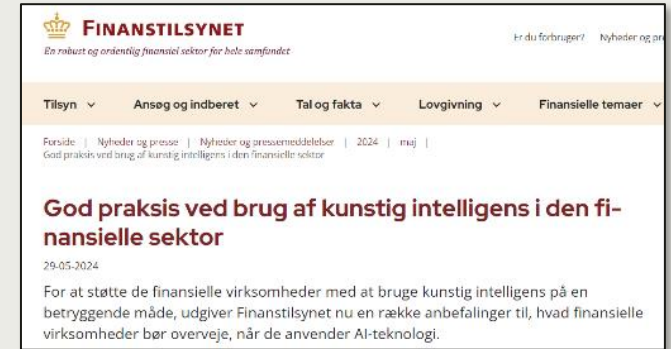 FINANSTILSYNET
En robust og ordentlig finansiel sektor for hele samfundet
Er du forbruger? Nyheder og pre
Tilsyn Ansøg og indberet Tal og fakta Lovgivning Finansielle temaer
Forside | Nyheder og presse | Nyheder og pressemeddelelser | 2024 | maj |
God praksis ved brug af kunstig intelligens i den finansielle sektor
God praksis ved brug af kunstig intelligens i den fi-
nansielle sektor
29-05-2024
For at støtte de finansielle virksomheder med at bruge kunstig intelligens på en
betryggende måde, udgiver Finanstilsynet nu en række anbefalinger til, hvad finansielle
virksomheder bør overveje, når de anvender AI-teknologi.